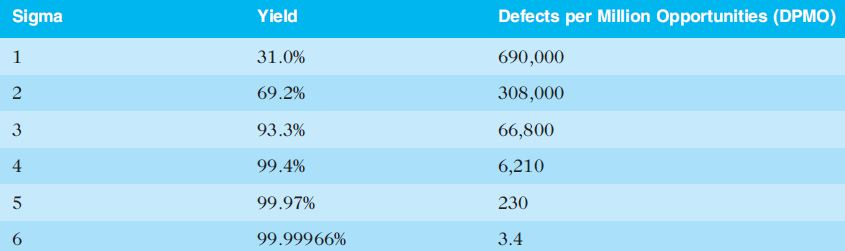 Sigma Yield Defects per Million Opportunities (DPMO)
1 31.0% 690,000
2 69.2% 308,000
3 93.3% 66,800
4 99.4% 6,210
5 99.97% 230
6 99.99966% 3.4